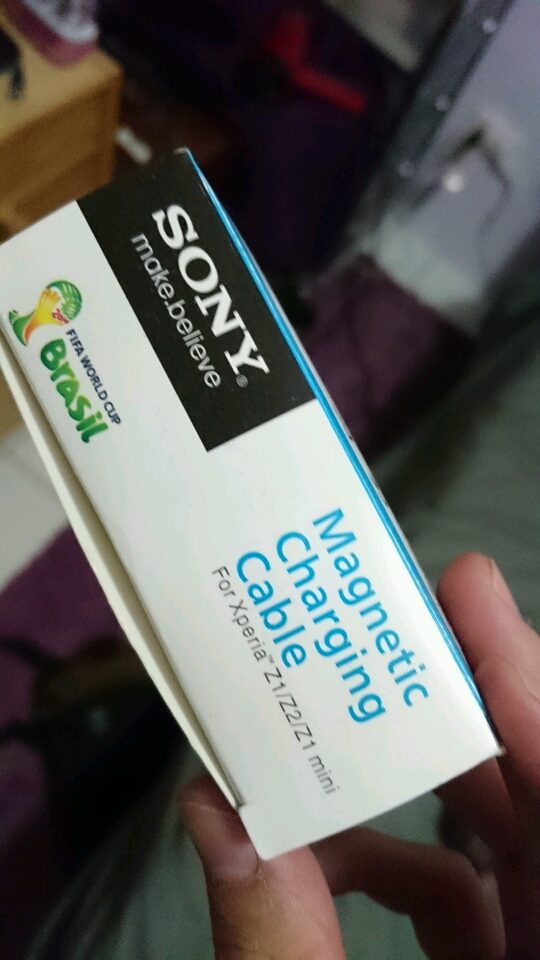 SONY®
make.believe
FIFA WORLD CUP
Brasil
Magnetic
Charging
Cable
For Xperia™ Z1/Z2/Z1 mini